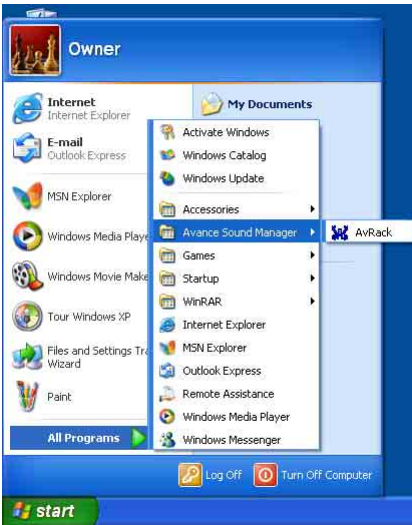 Owner
Internet
Internet Explorer
E-mail
Outlook Express
MSN Explorer
Windows Media Playe
Windows Movie Make
Tour Windows XP
Files and Settings Tra
Wizard
Paint
All Programs
My Documents
Activate Windows
Windows Catalog
Windows Update
Accessories
Avance Sound Manager
Games
Startup
WinRAR
Internet Explorer
MSN Explorer
Outlook Express
Remote Assistance
Windows Media Player
Windows Messenger
AvRack
Log Off
Turn Off Computer
start